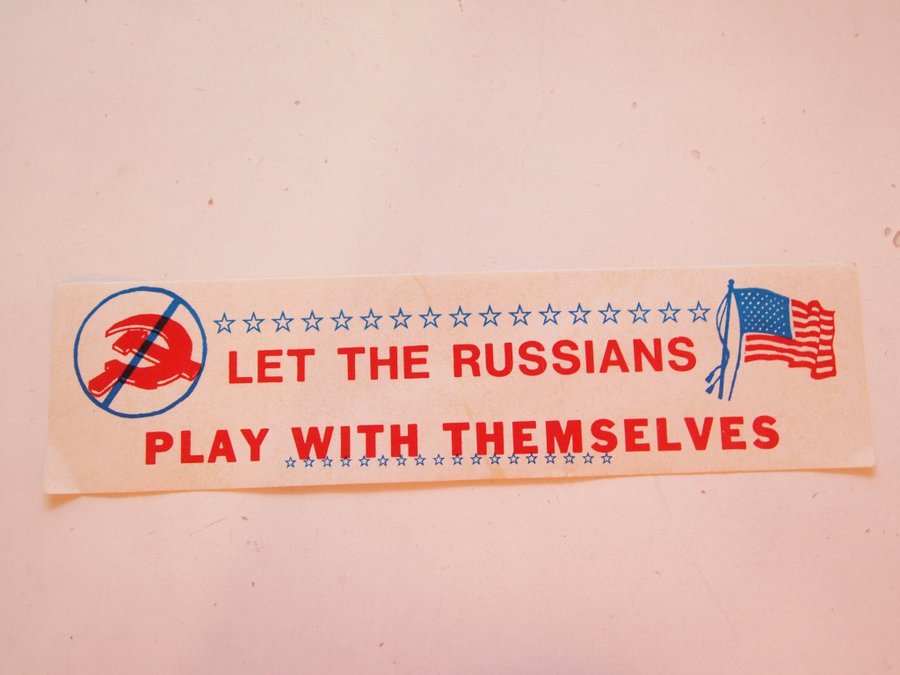 LET THE RUSSIANS
PLAY WITH THEMSELVES